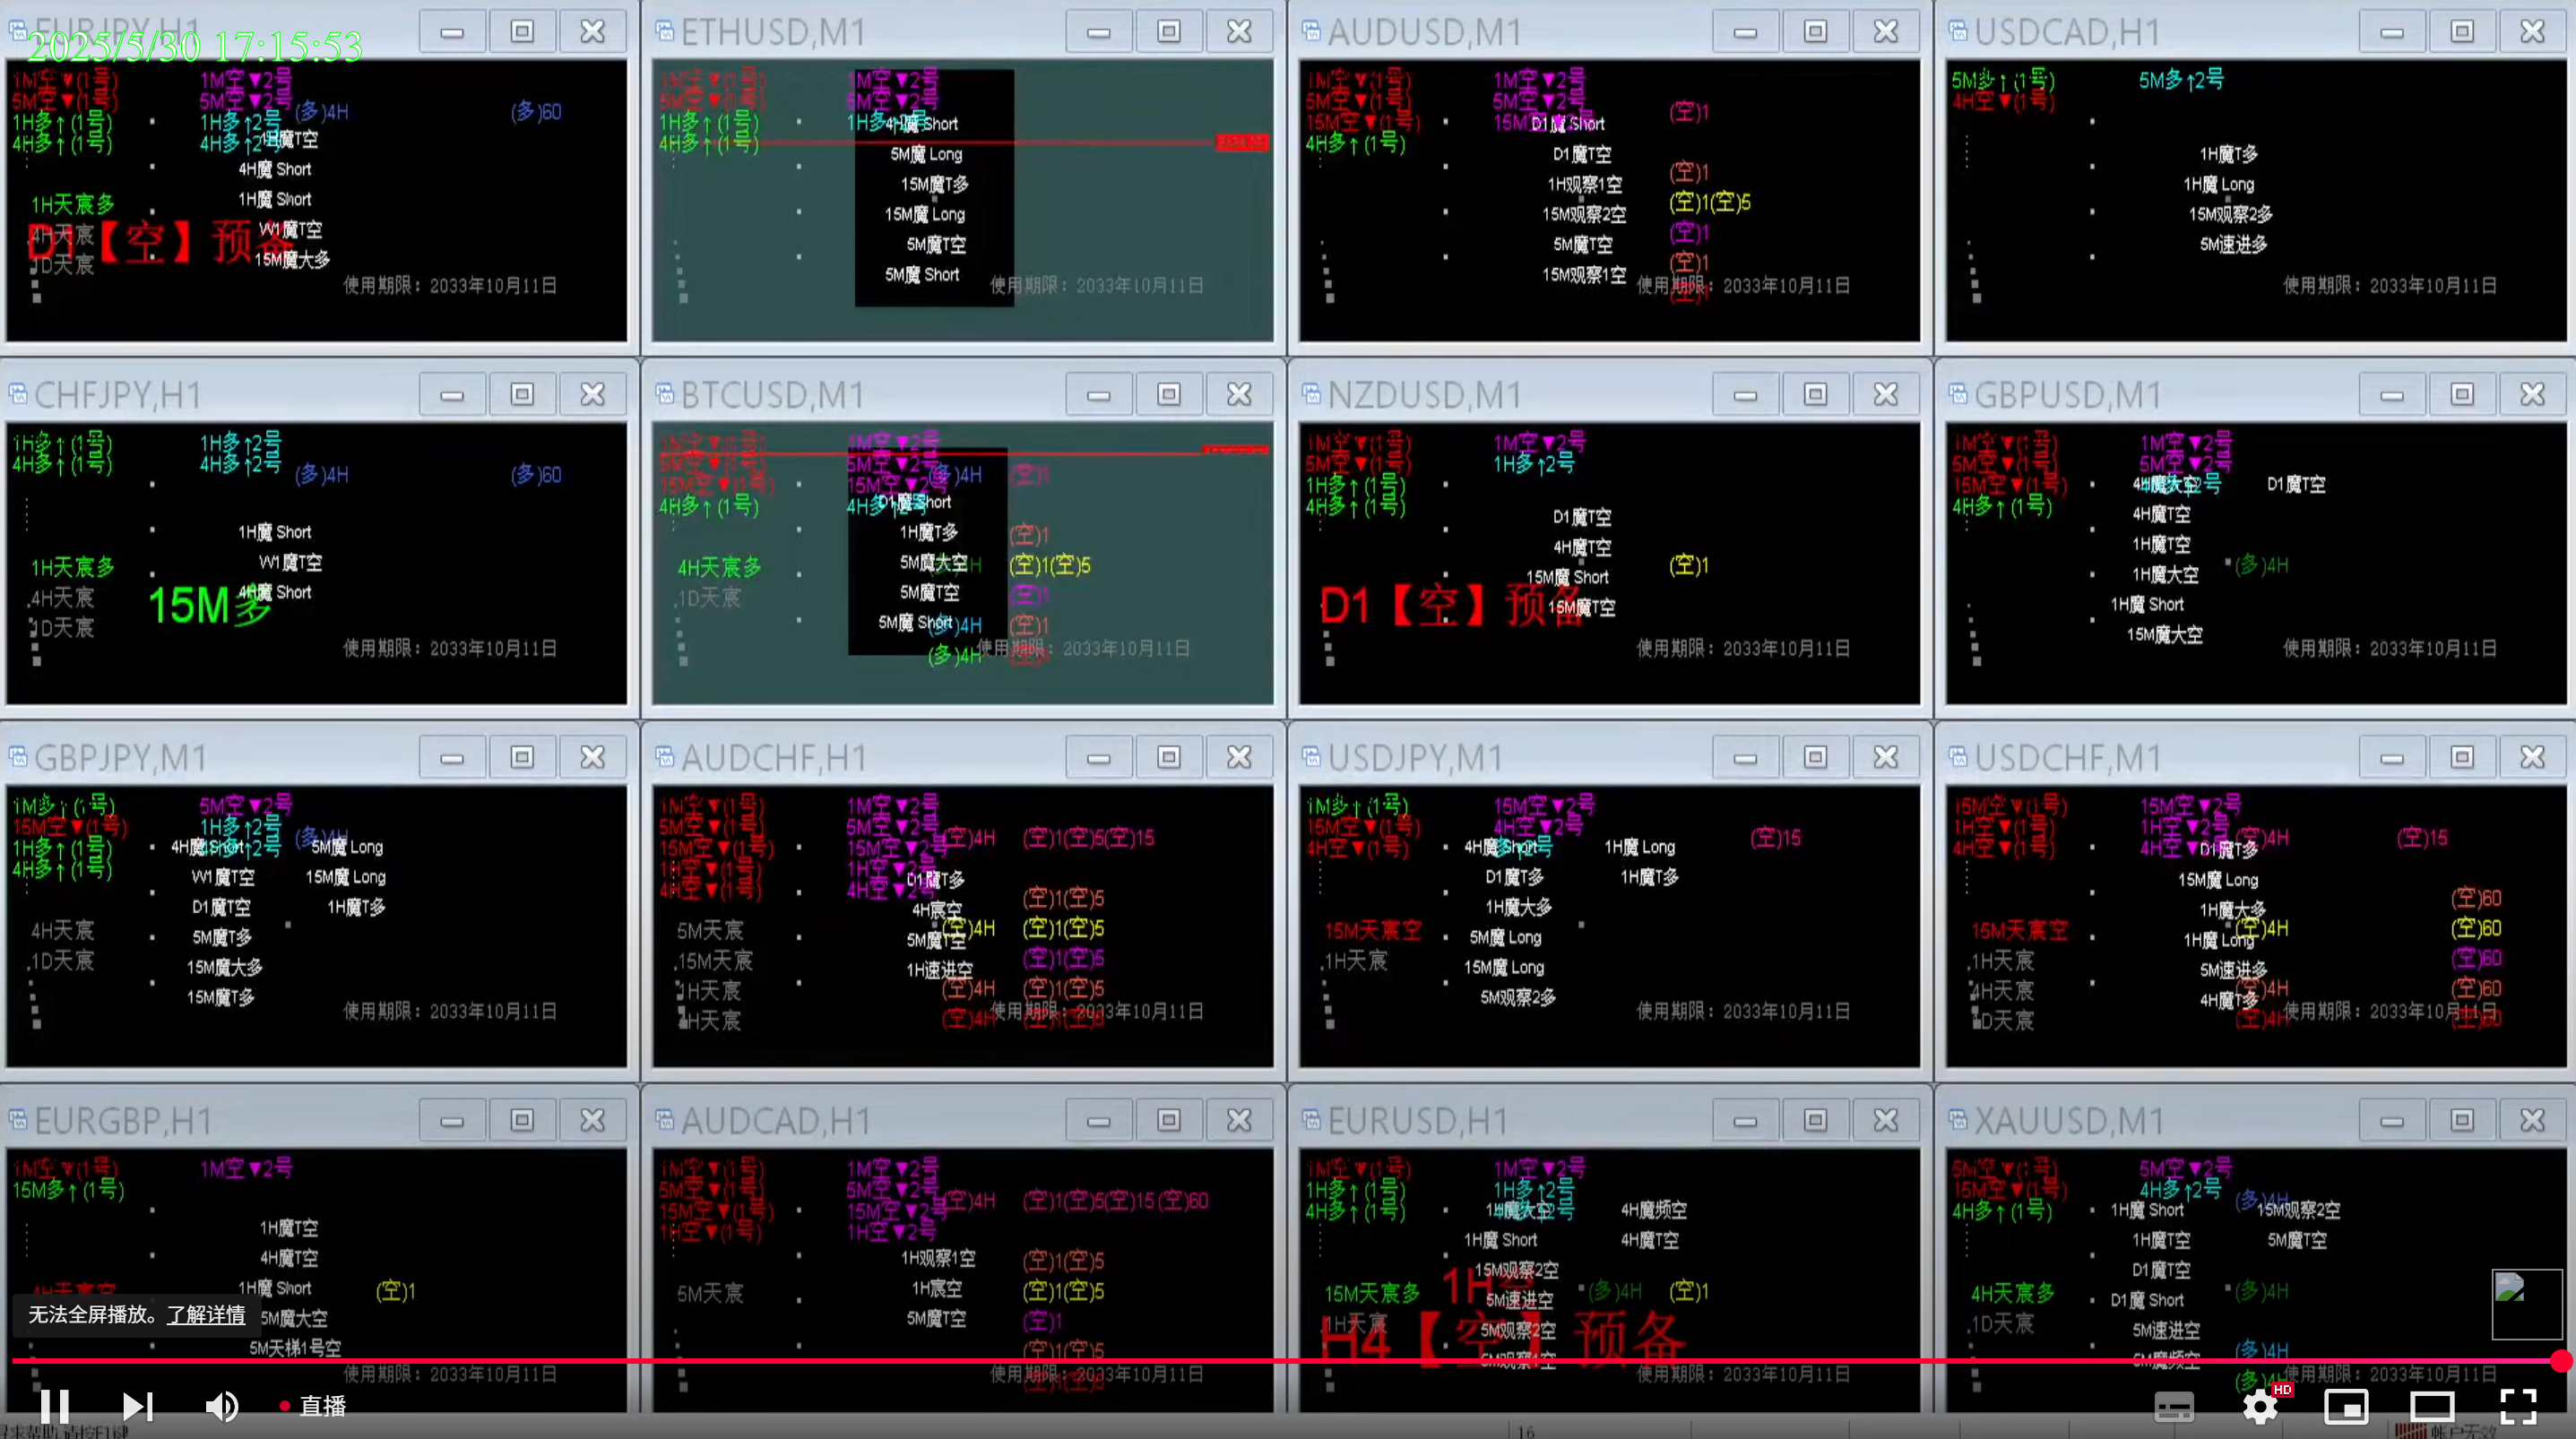 EURJPY,H1
2025/5/30 17:15:53
1M空▼(1号)
1M空▼2号
5M空▼(1号)
5M空▼2号
(多)4H
(多)60
1H多↑(1号)
1H多↑2号
4H多↑(1号)
4H多↑2号
1H魔T空
4H魔 Short
1H天宸多
1H魔 Short
4H天宸
W1魔T空
D1【空】预备
1D天宸
15M魔大多
使用期限：2033年10月11日
ETHUSD,M1
1M空▼(1号)
1M空▼2号
5M空▼(1号)
5M空▼2号
1H多↑(1号)
1H多↑2号
4H魔 Short
4H多↑(1号)
5M魔 Long
15M魔T多
15M魔 Long
5M魔T空
5M魔 Short
使用期限：2033年10月11日
AUDUSD,M1
1M空▼(1号)
1M空▼2号
5M空▼(1号)
5M空▼2号
(空)1
15M空▼(1号)
15M空▼2号
D1魔 Short
4H多↑(1号)
D1魔T空
(空)1
1H观察1空
(空)1(空)5
15M观察2空
(空)1
5M魔T空
(空)1
15M观察1空
(空)1
使用期限：2033年10月11日
USDCAD,H1
5M多↑(1号)
5M多↑2号
4H空▼(1号)
1H魔T多
1H魔 Long
15M观察2多
5M速进多
使用期限：2033年10月11日
CHFJPY,H1
1H多↑(1号)
1H多↑2号
4H多↑(1号)
4H多↑2号
(多)4H
(多)60
1H魔 Short
1H天宸多
W1魔T空
4H天宸
4H魔 Short
15M多
1D天宸
使用期限：2033年10月11日
BTCUSD,M1
1M空▼(1号)
1M空▼2号
5M空▼(1号)
5M空▼2号
(多)4H
(空)1
15M空▼(1号)
15M空▼2号
4H多↑(1号)
4H多↑2号
D1魔 Short
1H魔T多
(空)1
4H天宸多
5M魔大空
(空)1(空)5
1D天宸
5M魔T空
(空)1
5M魔 Short
(多)4H
(空)1
(多)4H
使用期限：2033年10月11日
NZDUSD,M1
1M空▼(1号)
1M空▼2号
5M空▼(1号)
1H多↑2号
1H多↑(1号)
4H多↑(1号)
D1魔T空
4H魔T空
(空)1
15M魔 Short
D1【空】预备
15M魔T空
使用期限：2033年10月11日
GBPUSD,M1
1M空▼(1号)
1M空▼2号
5M空▼(1号)
5M空▼2号
15M空▼(1号)
4H魔大空
D1魔T空
4H多↑(1号)
4H魔T空
1H魔T空
1H魔大空
(多)4H
1H魔 Short
15M魔大空
使用期限：2033年10月11日
GBPJPY,M1
1M多↑(1号)
5M空▼2号
15M空▼(1号)
1H多↑2号
(多)4H
1H多↑(1号)
4H多↑2号
4H魔 Short
5M魔 Long
4H多↑(1号)
W1魔T空
15M魔 Long
D1魔T空
1H魔T多
4H天宸
5M魔T多
1D天宸
15M魔大多
15M魔T多
使用期限：2033年10月11日
AUDCHF,H1
1M空▼(1号)
1M空▼2号
5M空▼(1号)
5M空▼2号
(空)4H
(空)1(空)5(空)15
15M空▼(1号)
15M空▼2号
1H空▼(1号)
1H空▼2号
D1魔T多
4H空▼(1号)
4H空▼2号
(空)1(空)5
4H宸空
5M天宸
(空)4H
(空)1(空)5
5M魔T空
15M天宸
(空)1(空)5
1H速进空
1H天宸
(空)4H
(空)1(空)5
4H天宸
(空)4H
(空)1(空)5
使用期限：2033年10月11日
USDJPY,M1
1M多↑(1号)
15M空▼2号
15M空▼(1号)
4H空▼2号
(空)15
4H空▼(1号)
4H魔 Short
1H魔 Long
D1魔T多
1H魔T多
1H魔大多
15M天宸空
5M魔 Long
1H天宸
15M魔 Long
5M观察2多
使用期限：2033年10月11日
USDCHF,M1
15M空▼(1号)
15M空▼2号
1H空▼(1号)
1H空▼2号
(空)4H
(空)15
4H空▼(1号)
4H空▼2号
D1魔T多
15M魔 Long
(空)60
1H魔大多
15M天宸空
(空)4H
(空)60
1H魔 Long
1H天宸
(空)60
5M速进多
4H天宸
(空)4H
(空)60
4H魔T多
1D天宸
(空)4H
(空)60
使用期限：2033年10月11日
EURGBP,H1
1M空▼(1号)
1M空▼2号
15M多↑(1号)
1H魔T空
4H魔T空
4H天宸空
1H魔 Short
(空)1
5M魔大空
5M天梯1号空
使用期限：2033年10月11日
AUDCAD,H1
1M空▼(1号)
1M空▼2号
5M空▼(1号)
5M空▼2号
(空)4H
(空)1(空)5(空)15(空)60
15M空▼(1号)
15M空▼2号
1H空▼(1号)
1H空▼2号
1H观察1空
(空)1(空)5
5M天宸
1H宸空
(空)1(空)5
5M魔T空
(空)1
(空)1(空)5
(空)1(空)5
使用期限：2033年10月11日
EURUSD,H1
1M空▼(1号)
1M空▼2号
1H多↑(1号)
1H多↑2号
4H多↑(1号)
1H魔大空
4H魔频空
1H魔 Short
4H魔T空
15M观察2空
15M天宸多
5M速进空
(多)4H
(空)1
1H天宸
5M观察2空
H4【空】预备
5M观察1空
使用期限：2033年10月11日
XAUUSD,M1
5M空▼(1号)
5M空▼2号
15M空▼(1号)
4H多↑2号
(多)4H
4H多↑(1号)
1H魔 Short
15M观察2空
1H魔T空
5M魔T空
D1魔T空
4H天宸多
D1魔 Short
(多)4H
1D天宸
5M速进空
(多)4H
5M魔频空
使用期限：2033年10月11日
无法全屏播放。了解详情
直播
HD
16